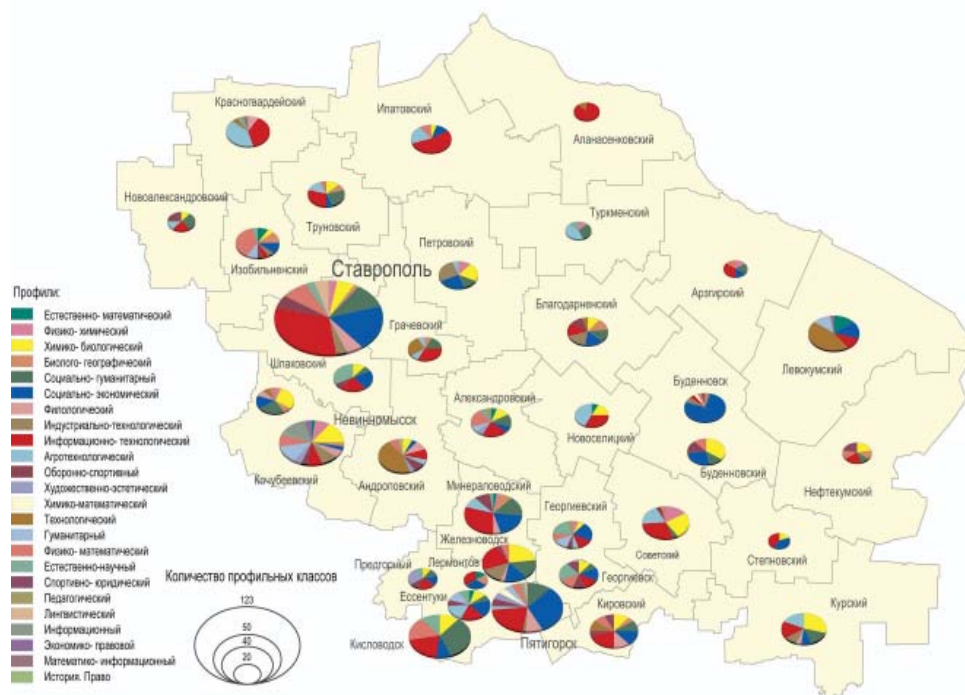 Красногвардейский
Ипатовский
Апанасенковский
Новоалександровский
Труновский
Туркменский
Изобильненский
Петровский
Ставрополь
Арзгирский
Благодарненский
Грачевский
Левокумский
Шпаковский
Буденновск
Александровский
Невинномысск
Новоселицкий
Кочубеевский
Андроповский
Буденновский
Нефтекумский
Минераловодский
Георгиевский
Железноводск
Советский
Степновский
Предгорный
Лермонтов
Георгиевск
Ессентуки
Кировский
Курский
Кисловодск
Пятигорск
Профили:
Естественно- математический
Физико- химический
Химико- биологический
Биолого- географический
Социально- гуманитарный
Социально- экономический
Филологический
Индустриально-технологический
Информационно- технологический
Агротехнологический
Оборонно-спортивный
Художественно-эстетический
Химико-математический
Технологический
Гуманитарный
Физико- математический
Естественно-научный
Спортивно- юридический
Педагогический
Лингвистический
Информационный
Экономико- правовой
Математико- информационный
История. Право
Количество профильных классов
123
50
40
20